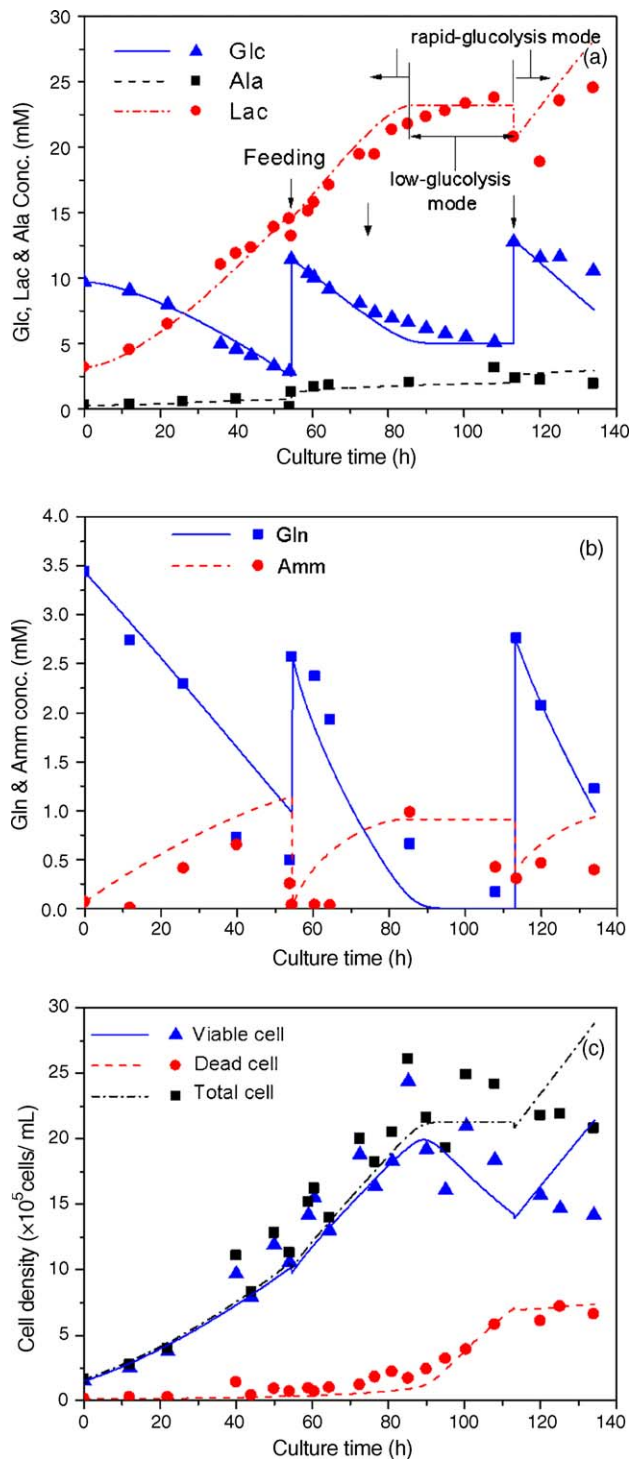 30
25
20
15
10
5
0
Glc, Lac & Ala Conc. (mM)
Glc
Ala
Lac
rapid-glucolysis mode
(a)
Feeding
low-glucolysis
mode
0 20 40 60 80 100 120 140
Culture time (h)
4.0
3.5
3.0
2.5
2.0
1.5
1.0
0.5
0.0
Gln & Amm conc. (mM)
Gln
Amm
(b)
0 20 40 60 80 100 120 140
Culture time (h)
30
25
20
15
10
5
0
Cell density (×10⁵cells/ mL)
Viable cell
Dead cell
Total cell
(c)
0 20 40 60 80 100 120 140
Culture time (h)